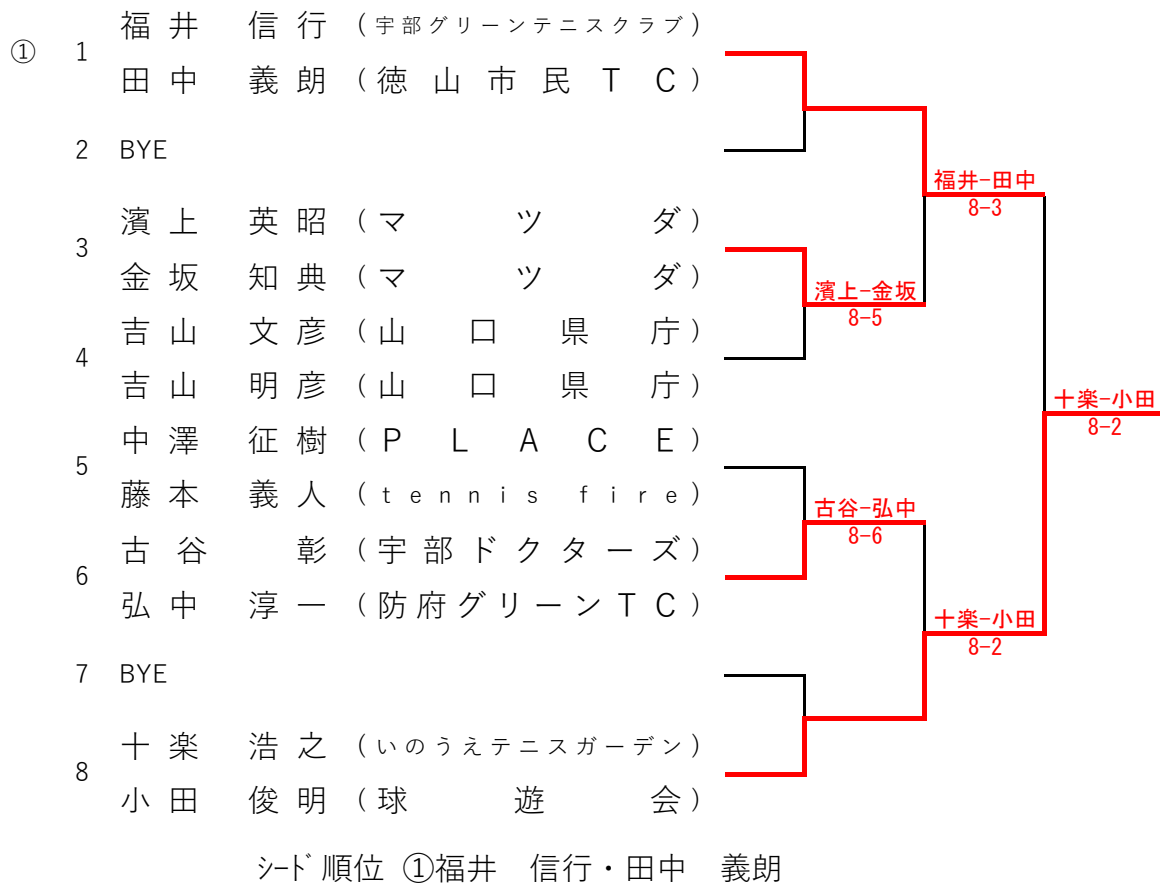 福井 信行 (宇部グリーンテニスクラブ)
① 1
田中 義朗 (徳山市民TC)
2 BYE
福井-田中
8-3
濱上 英昭 (マツダ)
3
金坂 知典 (マツダ)
濱上-金坂
8-5
吉山 文彦 (山口県庁)
4
吉山 明彦 (山口県庁)
十楽-小田
8-2
中澤 征樹 (PLACE)
5
藤本 義人 (tennis fire)
古谷-弘中
8-6
古谷 彰 (宇部ドクターズ)
6
弘中 淳一 (防府グリーンTC)
十楽-小田
8-2
7 BYE
十楽 浩之 (いのうえテニスガーデン)
8
小田 俊明 (球遊会)
シード順位 ①福井 信行・田中 義朗